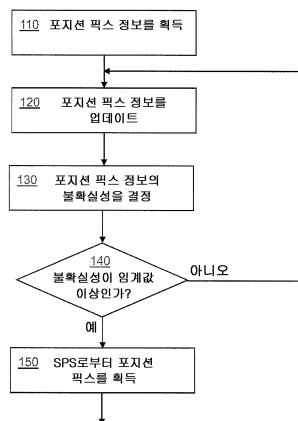 110 포지션 픽스 정보를 획득
120 포지션 픽스 정보를
업데이트
130 포지션 픽스 정보의
불확실성을 결정
140
불확실성이 임계값
이상인가?
아니오
예
150 SPS로부터 포지션
픽스를 획득